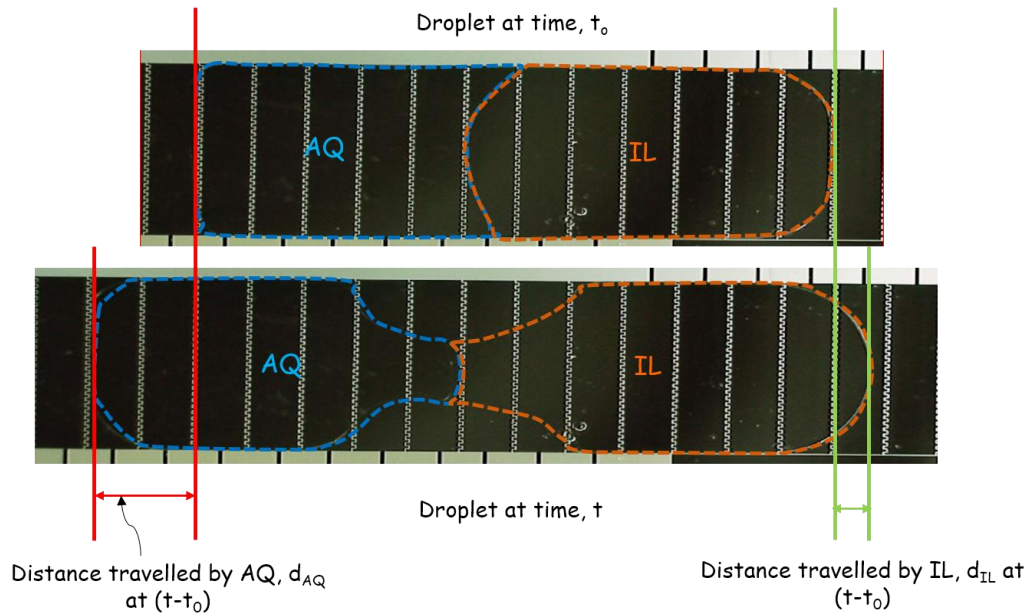 Droplet at time, tₒ
AQ
IL
AQ
IL
Droplet at time, t
Distance travelled by AQ, d_AQ
at (t-t₀)
Distance travelled by IL, d_IL at
(t-t₀)